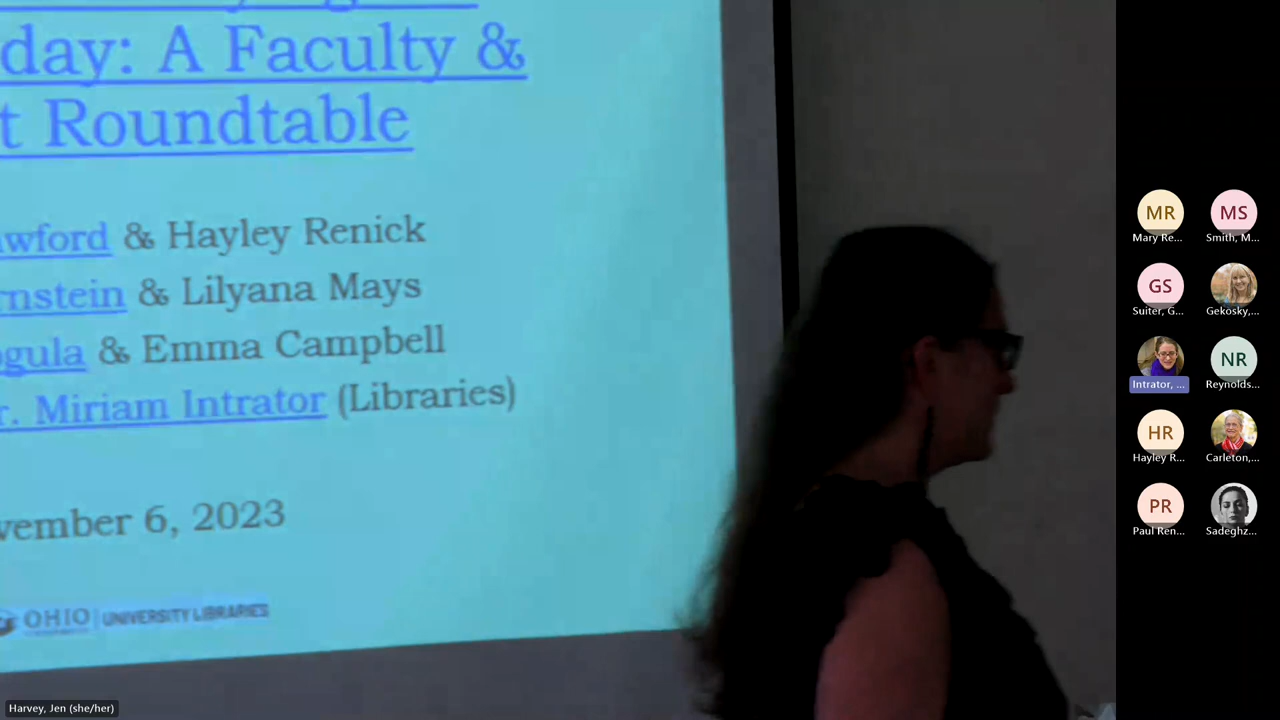 day: A Faculty &
t Roundtable
wford & Hayley Renick
rnstein & Lilyana Mays
gula & Emma Campbell
r. Miriam Intrator (Libraries)
vember 6, 2023
OHIO UNIVERSITY LIBRARIES
MR
MS
Mary Re...
Smith, M...
GS
Suiter, G...
Gekosky,...
NR
Intrator, ...
Reynolds...
HR
Hayley R...
Carleton,...
PR
Paul Ren...
Sadeghz...
Harvey, Jen (she/her)